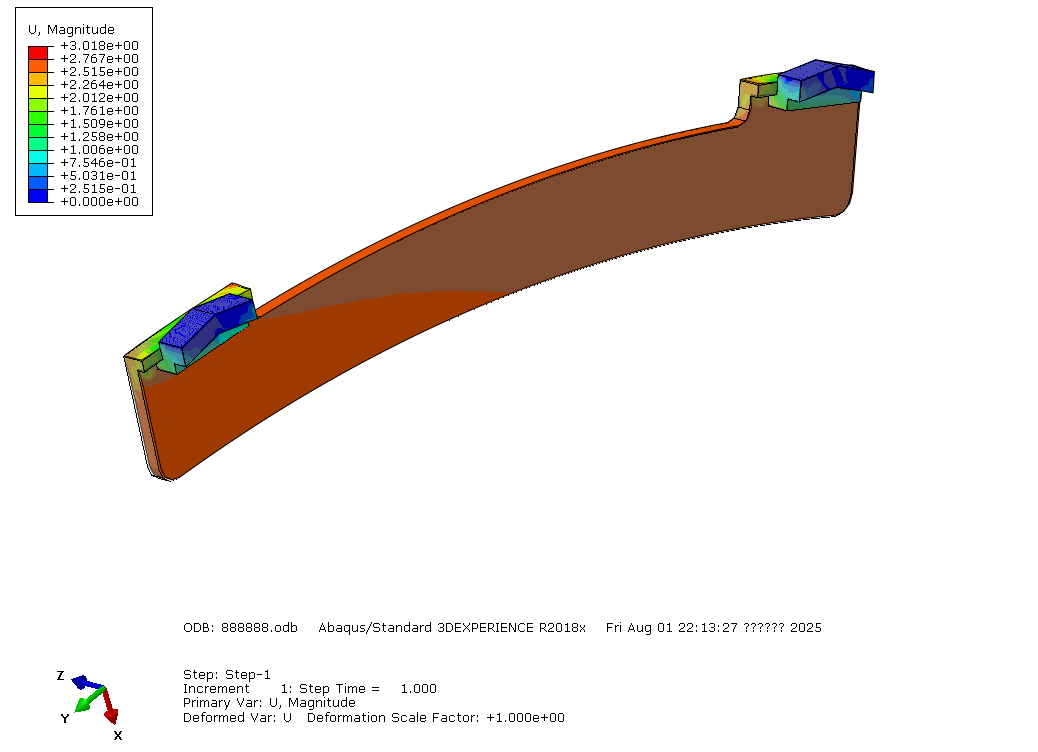 U, Magnitude
+3.018e+00
+2.767e+00
+2.515e+00
+2.264e+00
+2.012e+00
+1.761e+00
+1.509e+00
+1.258e+00
+1.006e+00
+7.546e-01
+5.031e-01
+2.515e-01
+0.000e+00
ODB: 888888.odb Abaqus/Standard 3DEXPERIENCE R2018x Fri Aug 01 22:13:27 ?????? 2025
Z
Y
X
Step: Step-1
Increment 1: Step Time = 1.000
Primary Var: U, Magnitude
Deformed Var: U Deformation Scale Factor: +1.000e+00